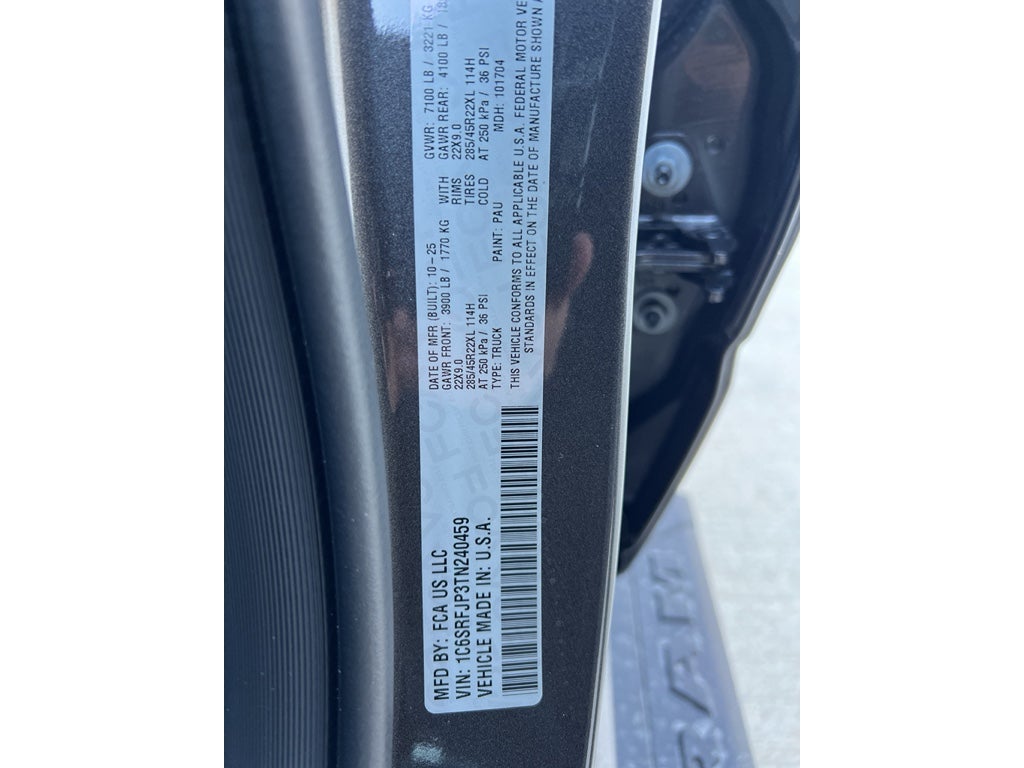 MFD BY: FCA US LLC
VIN: 1C6SRFJP3TN240459
VEHICLE MADE IN: U.S.A.
DATE OF MFR (BUILT): 10-25 GVWR: 7100 LB / 3221 KG
GAWR FRONT: 3900 LB / 1770 KG WITH GAWR REAR: 4100 LB
22X9.0 RIMS 22X9.0
285/45R22XL 114H TIRES 285/45R22XL 114H
AT 250 kPa / 36 PSI COLD AT 250 kPa / 36 PSI
TYPE: TRUCK PAINT: PAU MDH: 101704
THIS VEHICLE CONFORMS TO ALL APPLICABLE U.S.A. FEDERAL MOTOR
STANDARDS IN EFFECT ON THE DATE OF MANUFACTURE SHOWN